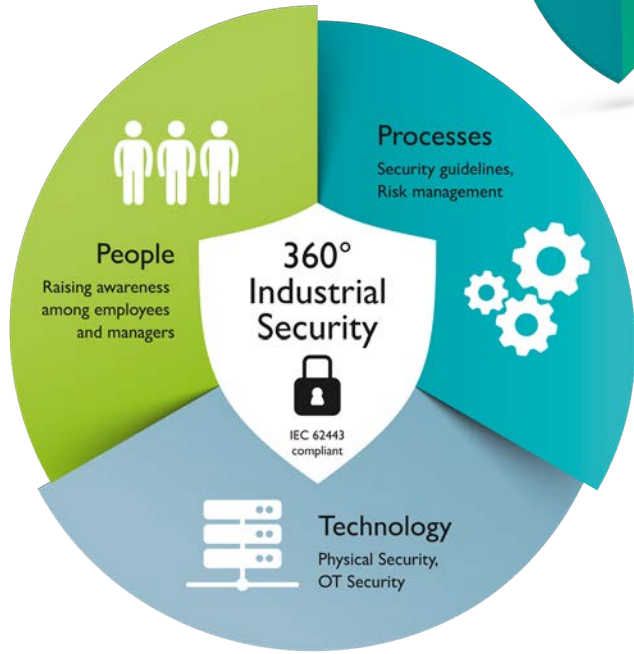 Processes
Security guidelines,
Risk management
People
Raising awareness
among employees
and managers
360°
Industrial
Security
IEC 62443
compliant
Technology
Physical Security,
OT Security